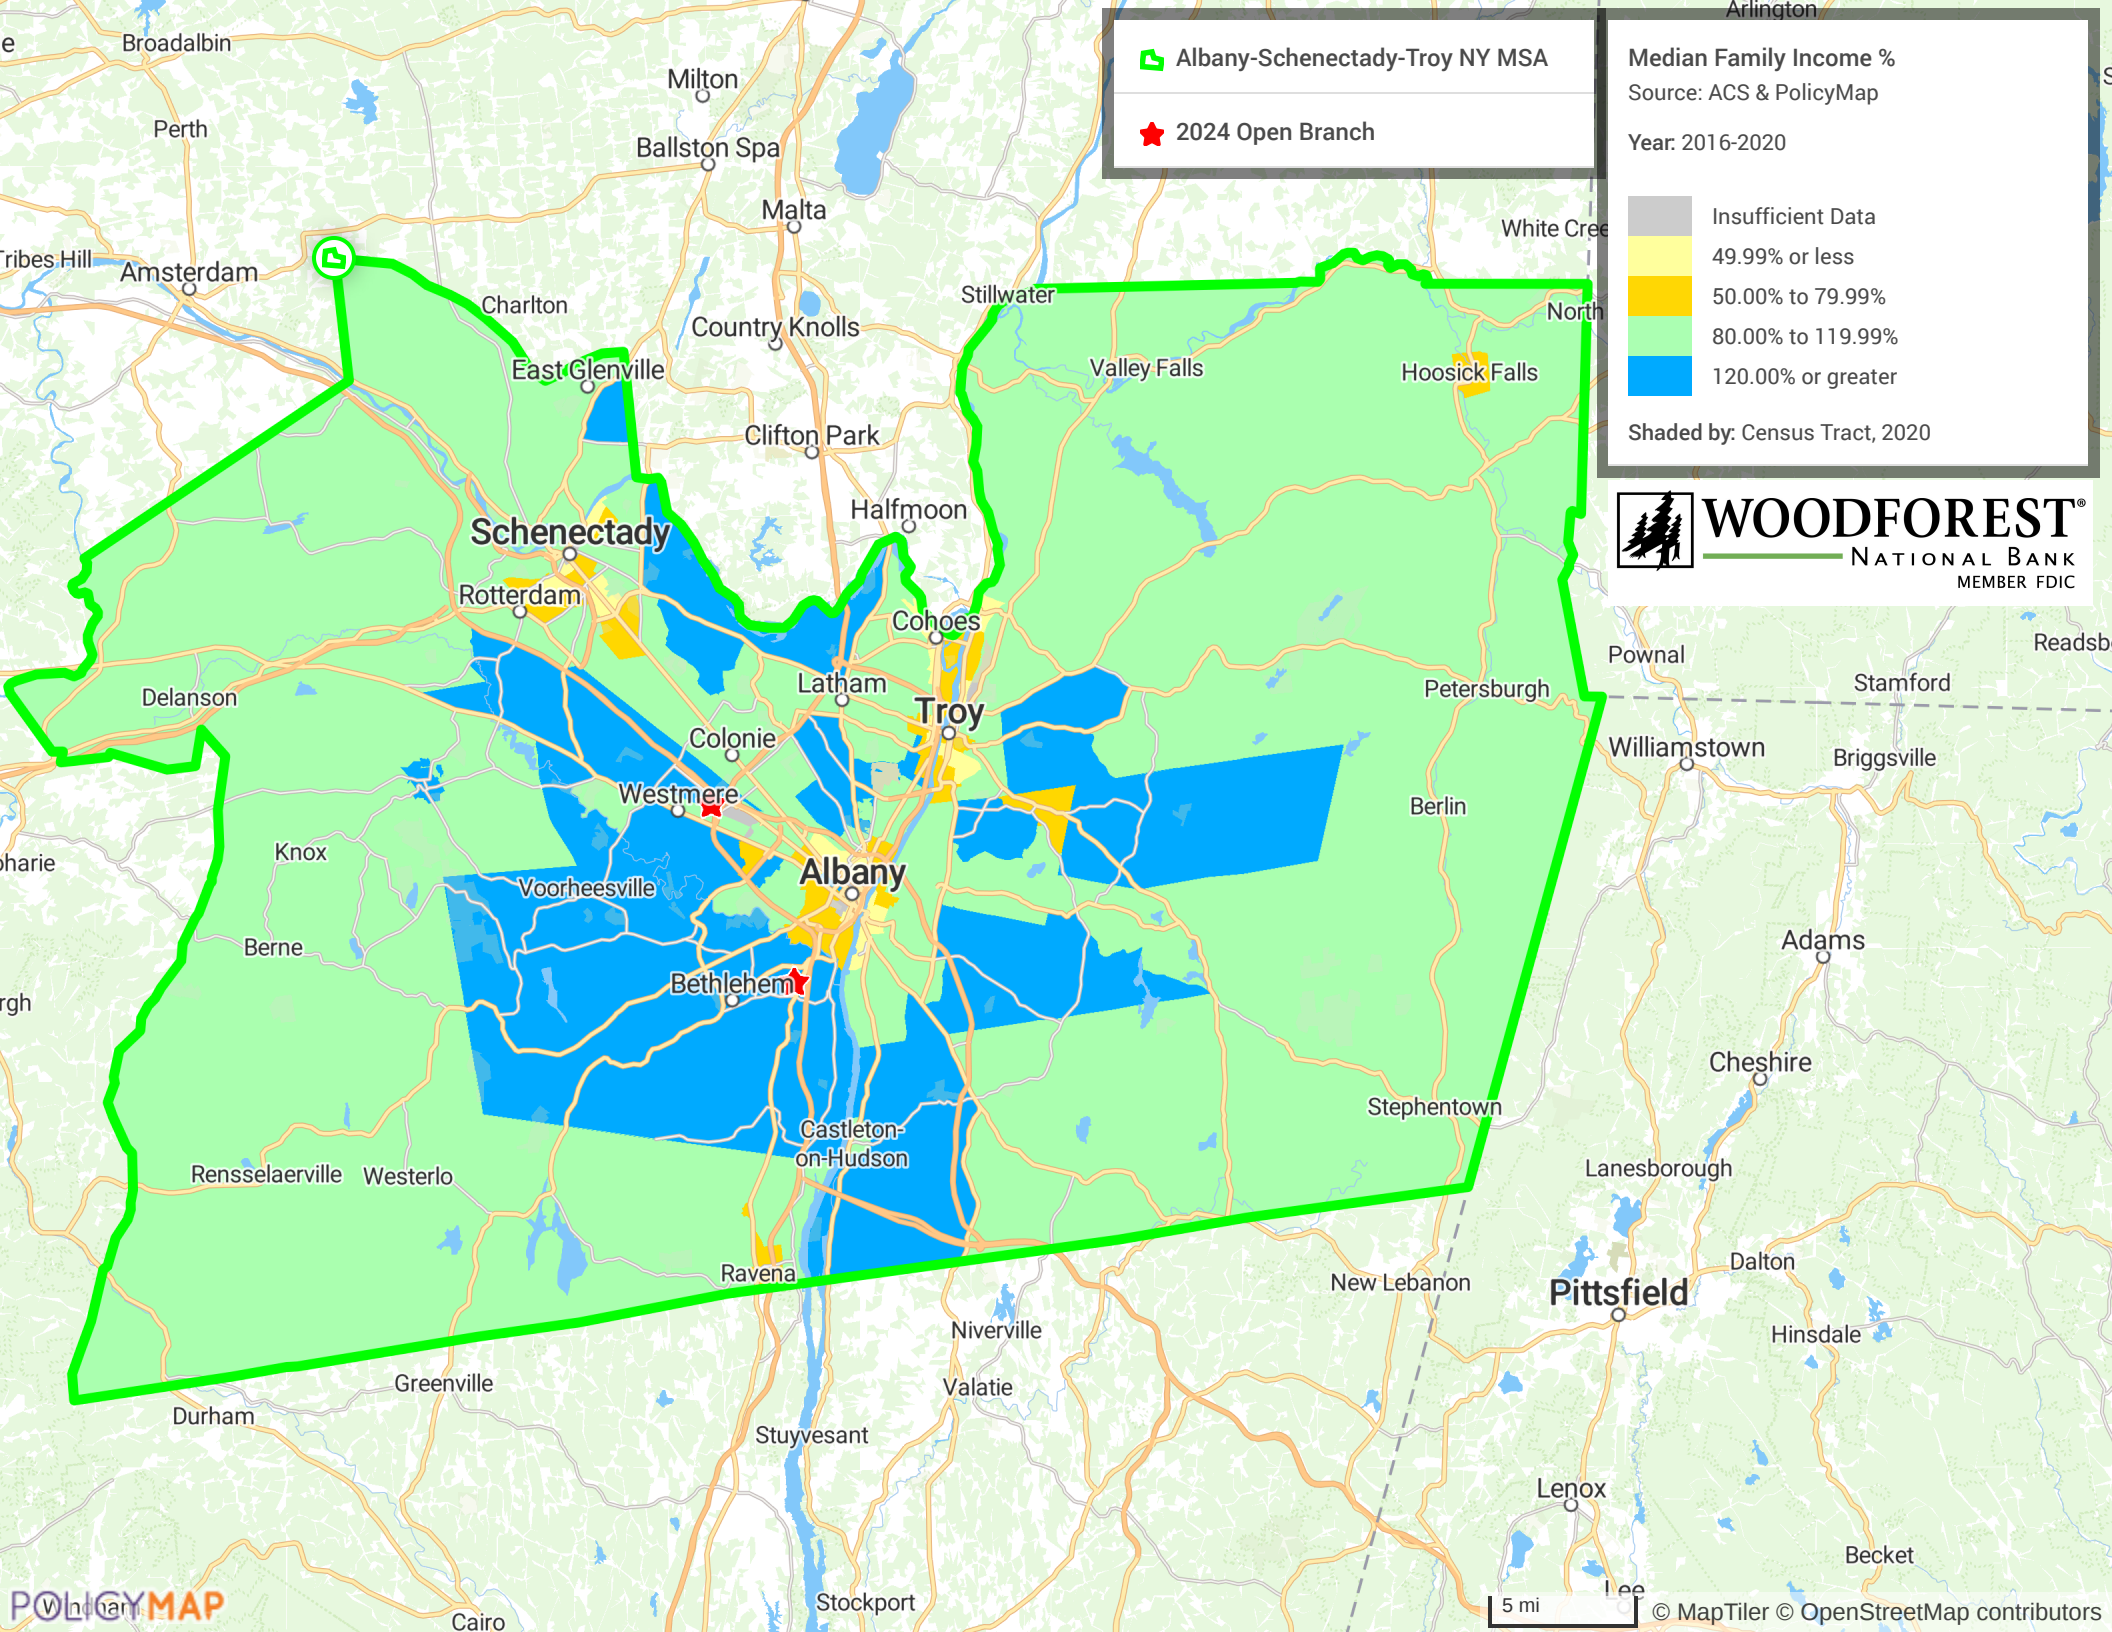 Albany-Schenectady-Troy NY MSA
2024 Open Branch
Median Family Income %
Source: ACS & PolicyMap
Year: 2016-2020
Insufficient Data
49.99% or less
50.00% to 79.99%
80.00% to 119.99%
120.00% or greater
Shaded by: Census Tract, 2020
WOODFOREST®
NATIONAL BANK
MEMBER FDIC
Arlington
Broadalbin
Milton
Perth
Ballston Spa
Malta
White Cree
Tribes Hill
Amsterdam
Charlton
Stillwater
North
Country Knolls
East Glenville
Valley Falls
Hoosick Falls
Clifton Park
Halfmoon
Schenectady
Rotterdam
Cohoes
Pownal
Readsb
Delanson
Latham
Petersburgh
Stamford
Troy
Colonie
Williamstown
Briggsville
Westmere
Berlin
Knox
oharie
Albany
Voorheesville
Berne
Adams
Bethlehem
rgh
Cheshire
Stephentown
Castleton-
on-Hudson
Rensselaerville
Westerlo
Lanesborough
Ravena
New Lebanon
Dalton
Pittsfield
Niverville
Hinsdale
Greenville
Valatie
Durham
Stuyvesant
Lenox
Becket
Lee
Windham
POLICYMAP
Cairo
Stockport
5 mi
© MapTiler © OpenStreetMap contributors